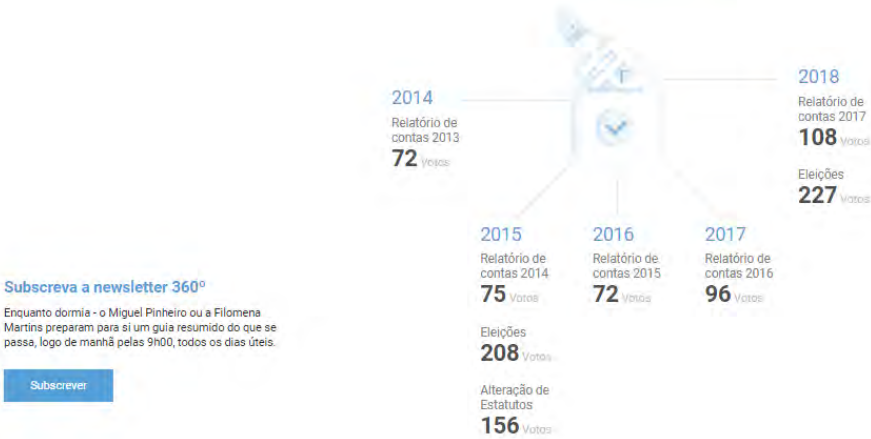 2014
Relatório de
contas 2013
72 Votos
2018
Relatório de
contas 2017
108 Votos
Eleições
227 Votos
2015
Relatório de
contas 2014
75 Votos
Eleições
208 Votos
Alteração de
Estatutos
156 Votos
2016
Relatório de
contas 2015
72 Votos
2017
Relatório de
contas 2016
96 Votos
Subscreva a newsletter 360º
Enquanto dormia - o Miguel Pinheiro ou a Filomena
Martins preparam para si um guia resumido do que se
passa, logo de manhã pelas 9h00, todos os dias úteis.
Subscrever